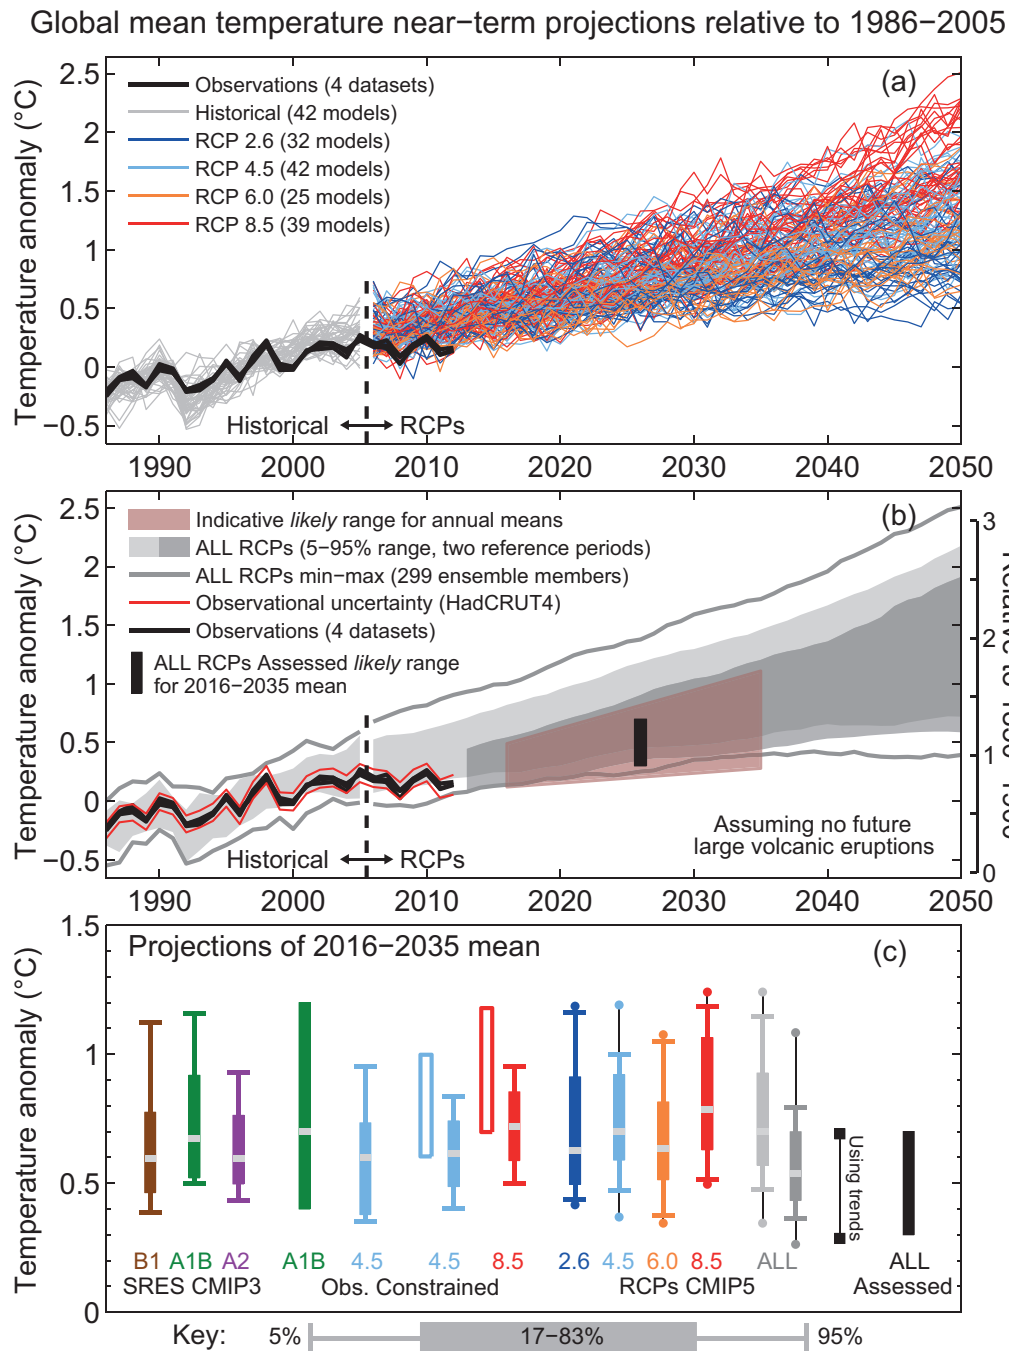 Global mean temperature near−term projections relative to 1986−2005
Temperature anomaly (°C)
2.5
2
1.5
1
0.5
0
−0.5
(a)
Observations (4 datasets)
Historical (42 models)
RCP 2.6 (32 models)
RCP 4.5 (42 models)
RCP 6.0 (25 models)
RCP 8.5 (39 models)
Historical
RCPs
1990 2000 2010 2020 2030 2040 2050
Temperature anomaly (°C)
2.5
2
1.5
1
0.5
0
−0.5
(b)
Indicative likely range for annual means
ALL RCPs (5−95% range, two reference periods)
ALL RCPs min−max (299 ensemble members)
Observational uncertainty (HadCRUT4)
Observations (4 datasets)
ALL RCPs Assessed likely range
for 2016−2035 mean
Historical
RCPs
Assuming no future
large volcanic eruptions
3
2
1
0
1990 2000 2010 2020 2030 2040 2050
Temperature anomaly (°C)
1.5
1
0.5
0
Projections of 2016−2035 mean
(c)
Using trends
B1 A1B A2 A1B 4.5 4.5 8.5 2.6 4.5 6.0 8.5 ALL ALL
SRES CMIP3 Obs. Constrained RCPs CMIP5 Assessed
Key: 5% 17−83% 95%